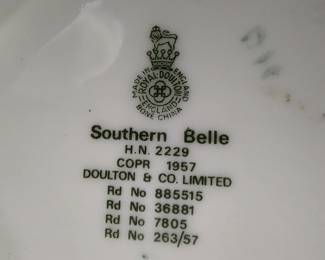 MADE IN ENGLAND
ROYAL DOULTON
ENGLAND
BONE CHINA
Southern Belle
H.N. 2229
COPR 1957
DOULTON & CO. LIMITED
Rd No 885515
Rd No 36881
Rd No 7805
Rd No 263/57